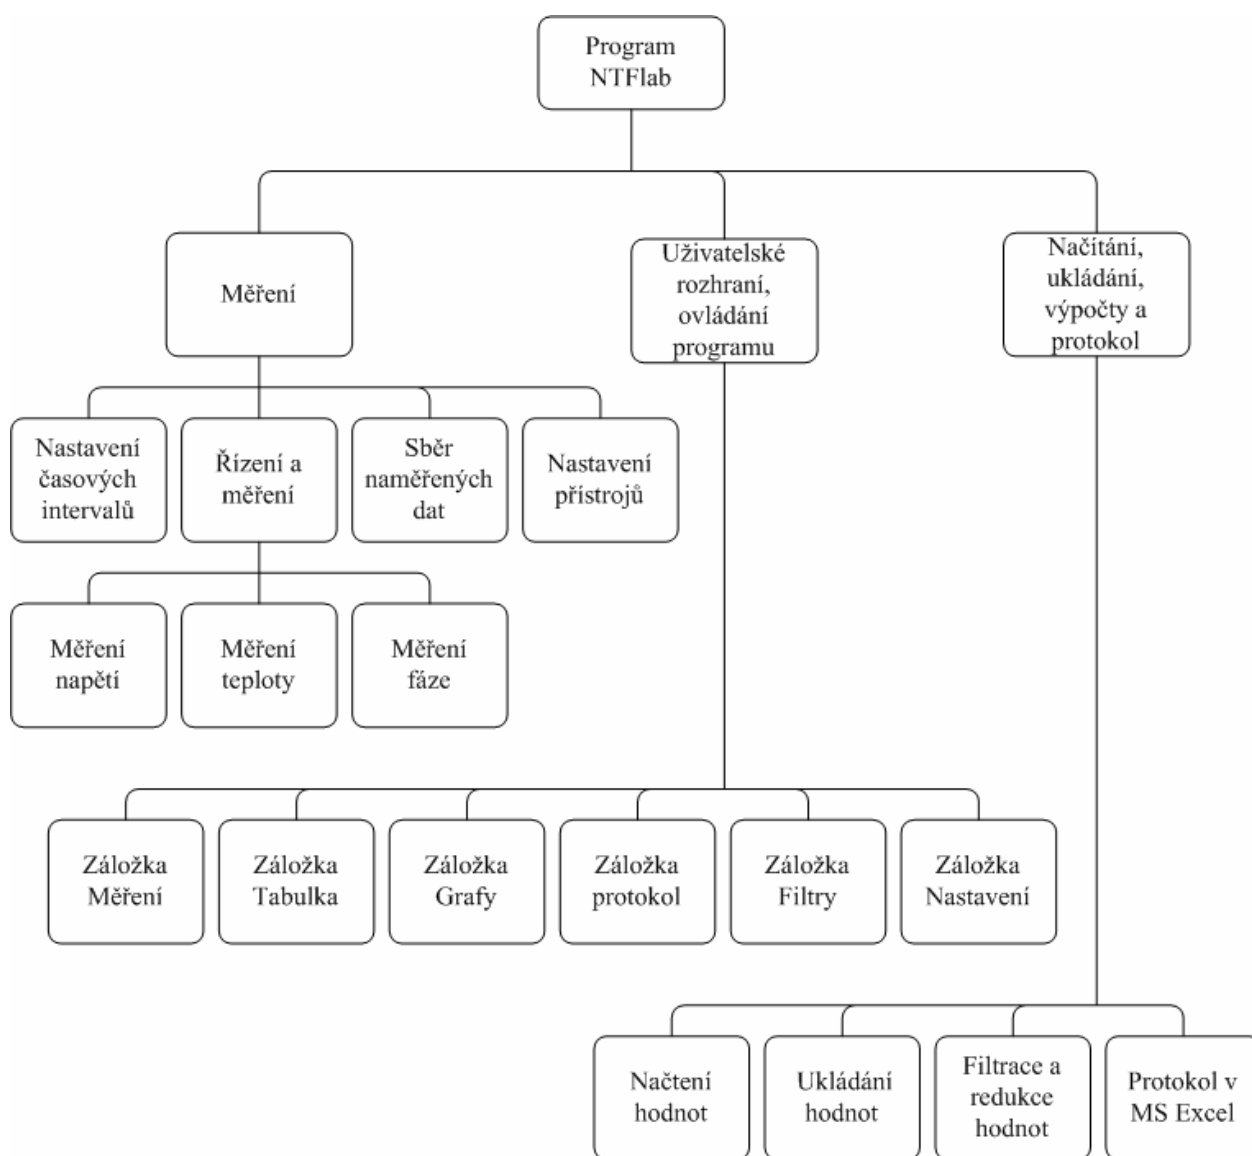 Program
NTFlab
Měření
Uživatelské
rozhraní,
ovládání
programu
Načítání,
ukládání,
výpočty a
protokol
Nastavení
časových
intervalů
Řízení a
měření
Sběr
naměřených
dat
Nastavení
přístrojů
Měření
napětí
Měření
teploty
Měření
fáze
Záložka
Měření
Záložka
Tabulka
Záložka
Grafy
Záložka
protokol
Záložka
Filtry
Záložka
Nastavení
Načtení
hodnot
Ukládání
hodnot
Filtrace a
redukce
hodnot
Protokol v
MS Excel